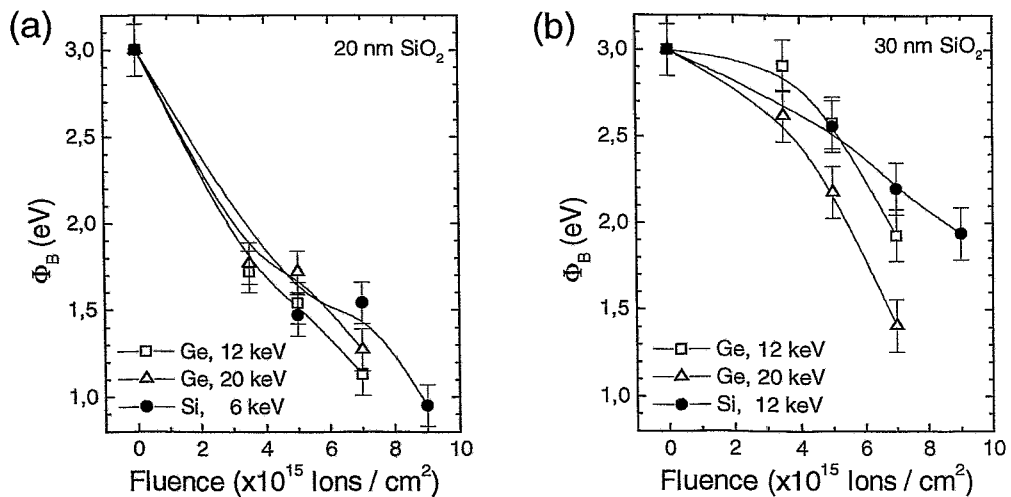 (a)
20 nm SiO2
3,0
2,5
2,0
1,5
1,0
ΦB (eV)
Ge, 12 keV
Ge, 20 keV
Si, 6 keV
0 2 4 6 8 10
Fluence (x10^15 Ions / cm^2)
(b)
30 nm SiO2
3,0
2,5
2,0
1,5
1,0
ΦB (eV)
Ge, 12 keV
Ge, 20 keV
Si, 12 keV
0 2 4 6 8 10
Fluence (x10^15 Ions / cm^2)